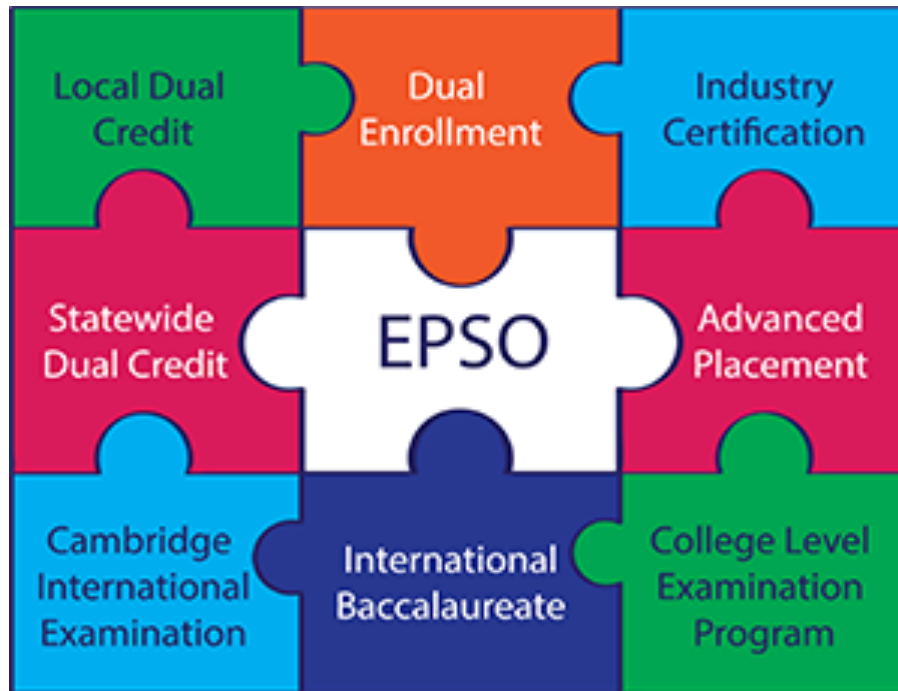 Local Dual
Credit
Dual
Enrollment
Industry
Certification
Statewide
Dual Credit
EPSO
Advanced
Placement
Cambridge
International
Examination
International
Baccalaureate
College Level
Examination
Program